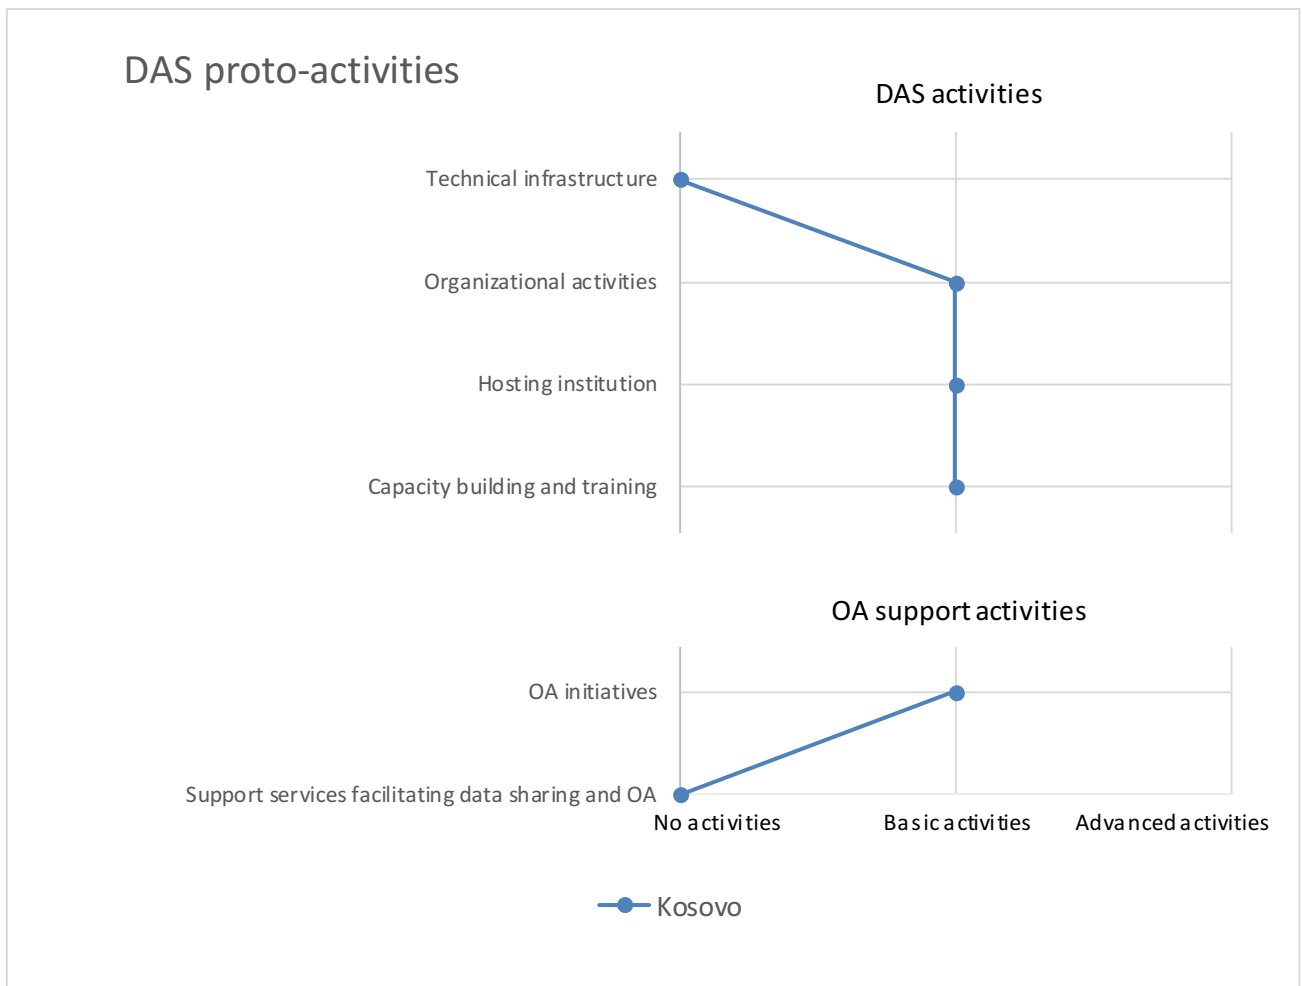 DAS proto-activities
DAS activities
Technical infrastructure
Organizational activities
Hosting institution
Capacity building and training
OA support activities
OA initiatives
Support services facilitating data sharing and OA
No activities
Basic activities
Advanced activities
Kosovo